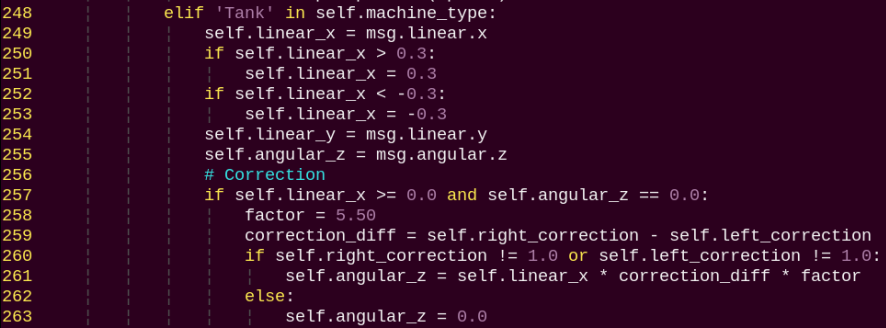 248 elif 'Tank' in self.machine_type:
249 self.linear_x = msg.linear.x
250 if self.linear_x > 0.3:
251 self.linear_x = 0.3
252 if self.linear_x < -0.3:
253 self.linear_x = -0.3
254 self.linear_y = msg.linear.y
255 self.angular_z = msg.angular.z
256 # Correction
257 if self.linear_x >= 0.0 and self.angular_z == 0.0:
258 factor = 5.50
259 correction_diff = self.right_correction - self.left_correction
260 if self.right_correction != 1.0 or self.left_correction != 1.0:
261 self.angular_z = self.linear_x * correction_diff * factor
262 else:
263 self.angular_z = 0.0